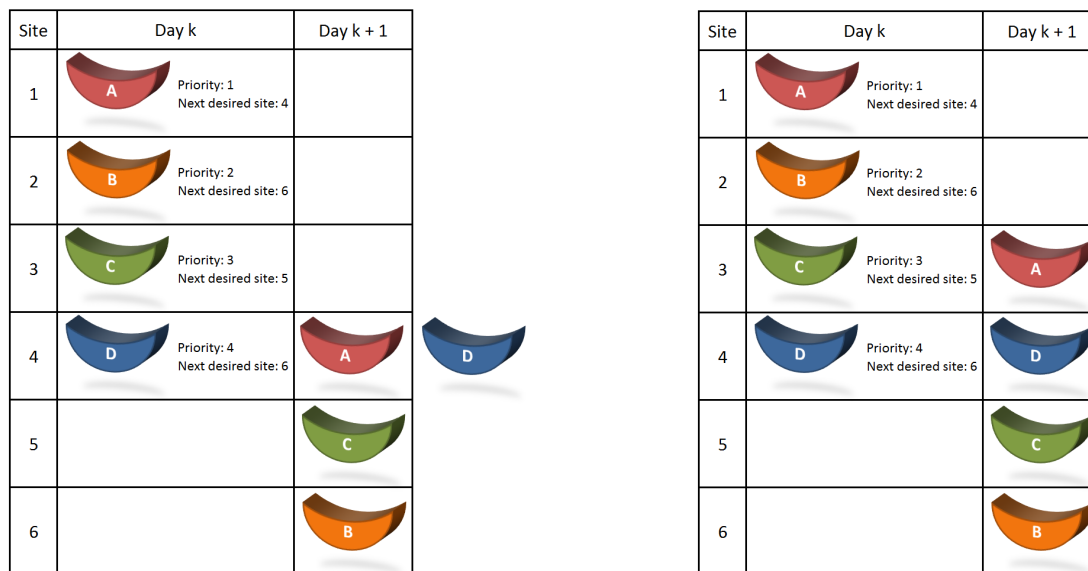 Site Day k Day k + 1
1 A Priority: 1
Next desired site: 4
2 B Priority: 2
Next desired site: 6
3 C Priority: 3
Next desired site: 5
4 D Priority: 4
Next desired site: 6 A D
5 C
6 B
Site Day k Day k + 1
1 A Priority: 1
Next desired site: 4
2 B Priority: 2
Next desired site: 6
3 C Priority: 3
Next desired site: 5 A
4 D Priority: 4
Next desired site: 6 D
5 C
6 B